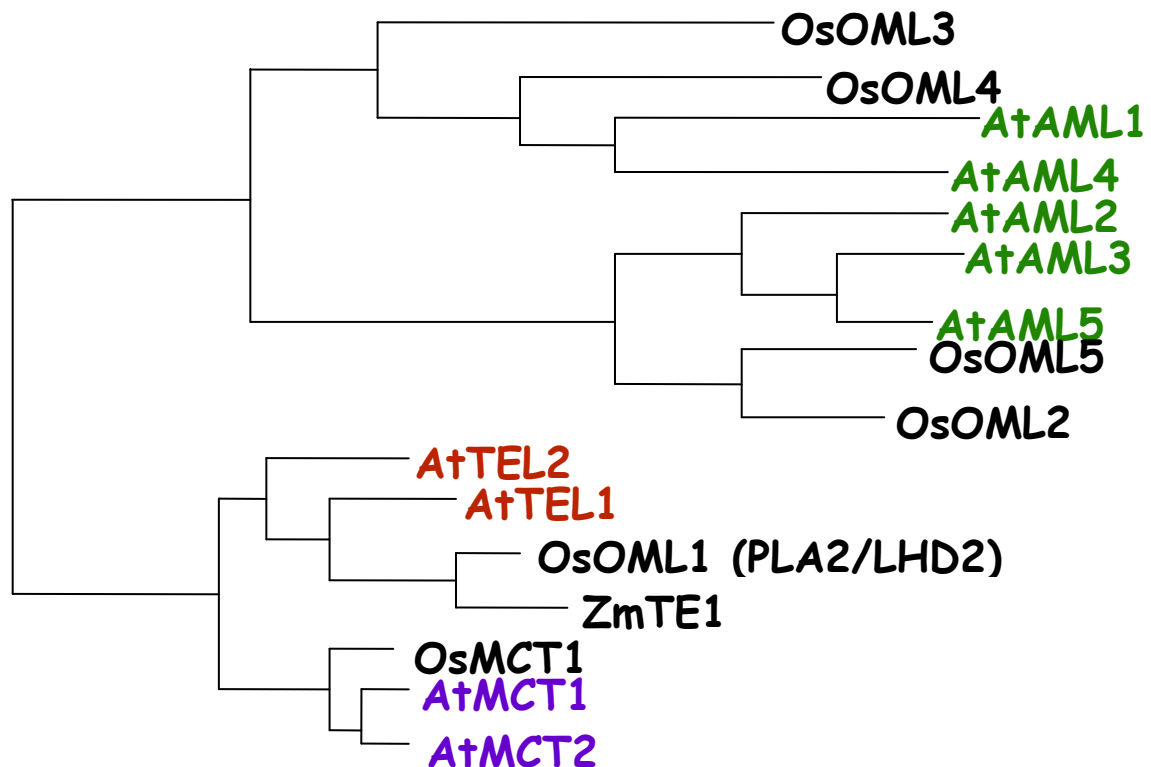 OsOML3
OsOML4
AtAML1
AtAML4
AtAML2
AtAML3
AtAML5
OsOML5
OsOML2
AtTEL2
AtTEL1
OsOML1 (PLA2/LHD2)
ZmTE1
OsMCT1
AtMCT1
AtMCT2